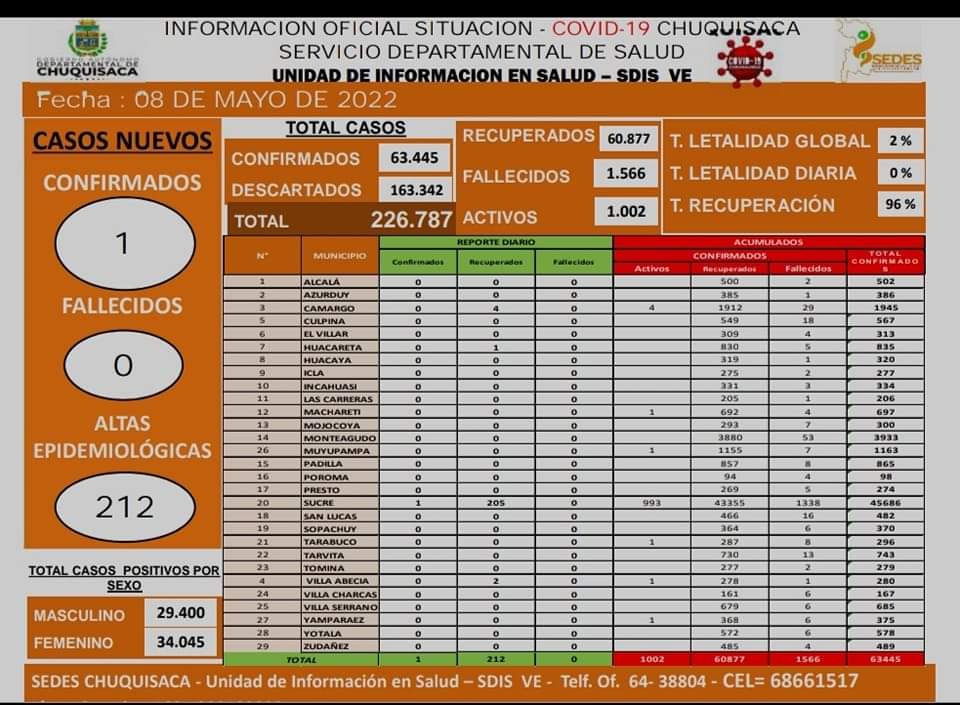 GOBIERNO AUTÓNOMO
DEPARTAMENTAL DE
CHUQUISACA
INFORMACION OFICIAL SITUACION - COVID-19 CHUQUISACA
SERVICIO DEPARTAMENTAL DE SALUD
UNIDAD DE INFORMACION EN SALUD – SDIS VE
COVID-19
SEDES
Fecha : 08 DE MAYO DE 2022
CASOS NUEVOS
CONFIRMADOS
1
FALLECIDOS
0
ALTAS
EPIDEMIOLÓGICAS
212
TOTAL CASOS POSITIVOS POR
SEXO
MASCULINO 29.400
FEMENINO 34.045
TOTAL CASOS
CONFIRMADOS 63.445
DESCARTADOS 163.342
TOTAL 226.787
RECUPERADOS 60.877
FALLECIDOS 1.566
ACTIVOS 1.002
T. LETALIDAD GLOBAL 2 %
T. LETALIDAD DIARIA 0 %
T. RECUPERACIÓN 96 %
N° MUNICIPIO REPORTE DIARIO ACUMULADOS
CONFIRMADOS TOTAL CONFIRMADOS
Confirmados Recuperados Fallecidos Activos Recuperados Fallecidos
1 ALCALÁ 0 0 0 500 2 502
2 AZURDUY 0 0 0 385 1 386
3 CAMARGO 0 4 0 4 1912 29 1945
5 CULPINA 0 0 0 549 18 567
6 EL VILLAR 0 0 0 309 4 313
7 HUACARETA 0 1 0 830 5 835
8 HUACAYA 0 0 0 319 1 320
9 ICLA 0 0 0 275 2 277
10 INCAHUASI 0 0 0 331 3 334
11 LAS CARRERAS 0 0 0 205 1 206
12 MACHARETI 0 0 0 1 692 4 697
13 MOJOCOYA 0 0 0 293 7 300
14 MONTEAGUDO 0 0 0 3880 53 3933
26 MUYUPAMPA 0 0 0 1 1155 7 1163
15 PADILLA 0 0 0 857 8 865
16 POROMA 0 0 0 94 4 98
17 PRESTO 0 0 0 269 5 274
20 SUCRE 1 205 0 993 43355 1338 45686
18 SAN LUCAS 0 0 0 466 16 482
19 SOPACHUY 0 0 0 364 6 370
21 TARABUCO 0 0 0 1 287 8 296
22 TARVITA 0 0 0 730 13 743
23 TOMINA 0 0 0 277 2 279
4 VILLA ABECIA 0 2 0 1 278 1 280
24 VILLA CHARCAS 0 0 0 161 6 167
25 VILLA SERRANO 0 0 0 679 6 685
27 YAMPARAEZ 0 0 0 1 368 6 375
28 YOTALA 0 0 0 572 6 578
29 ZUDAÑEZ 0 0 0 485 4 489
TOTAL 1 212 0 1002 60877 1566 63445
SEDES CHUQUISACA - Unidad de Información en Salud – SDIS VE - Telf. Of. 64- 38804 - CEL= 68661517